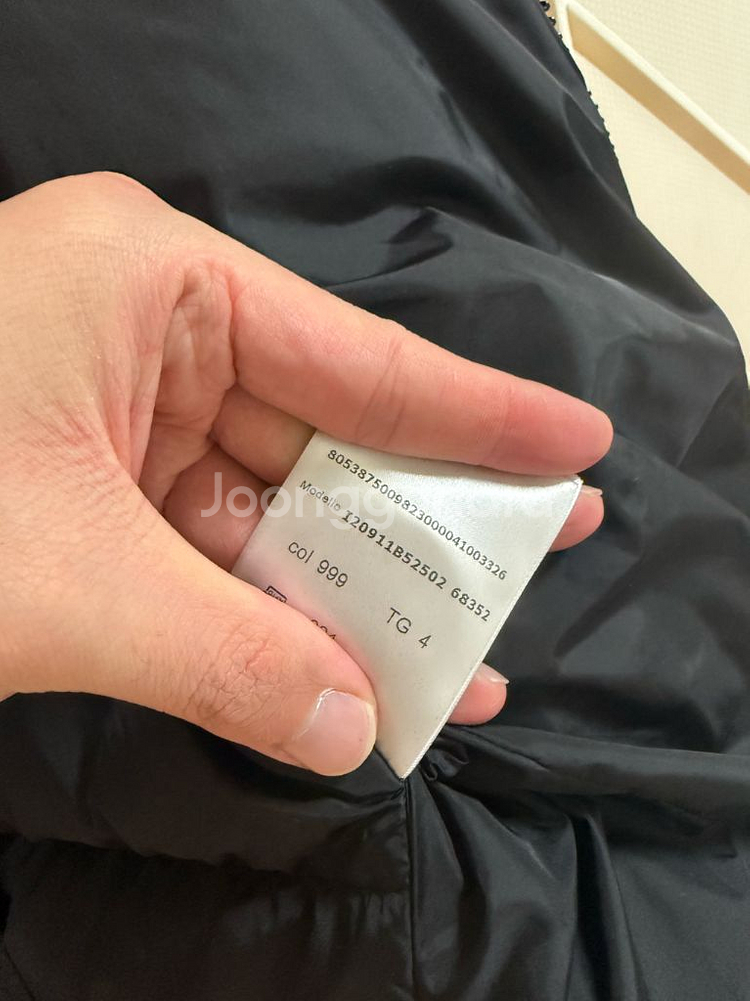 8053875009823000041003326
Modello I20911B52502 68352
col 999
TG 4